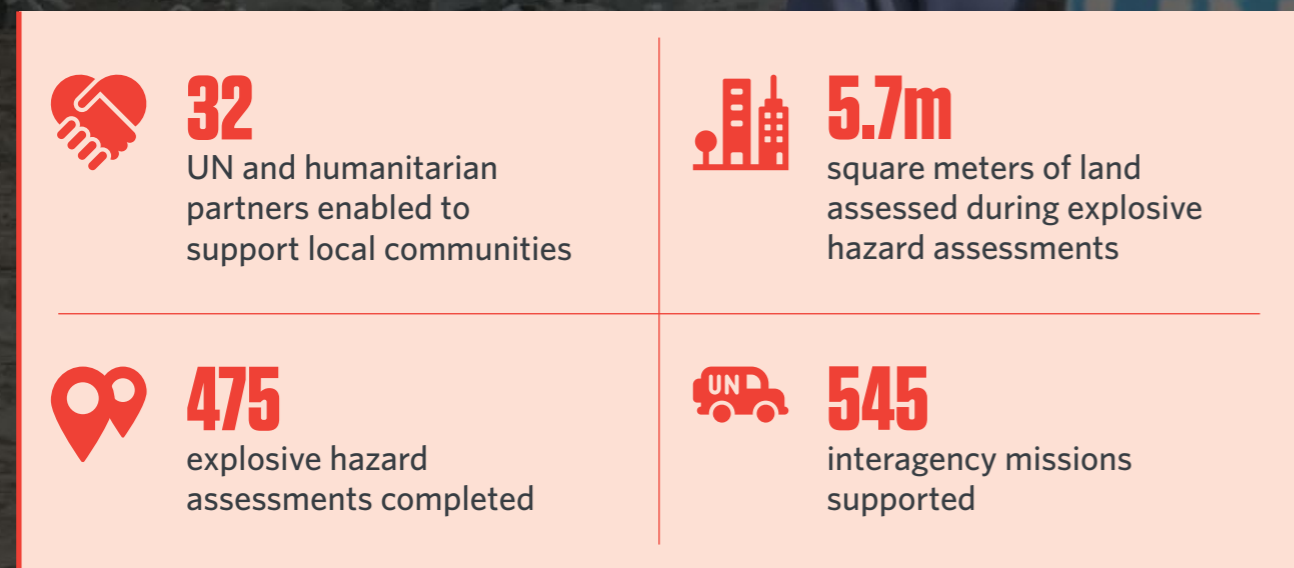 32
UN and humanitarian
partners enabled to
support local communities
5.7m
square meters of land
assessed during explosive
hazard assessments
475
explosive hazard
assessments completed
UN
545
interagency missions
supported